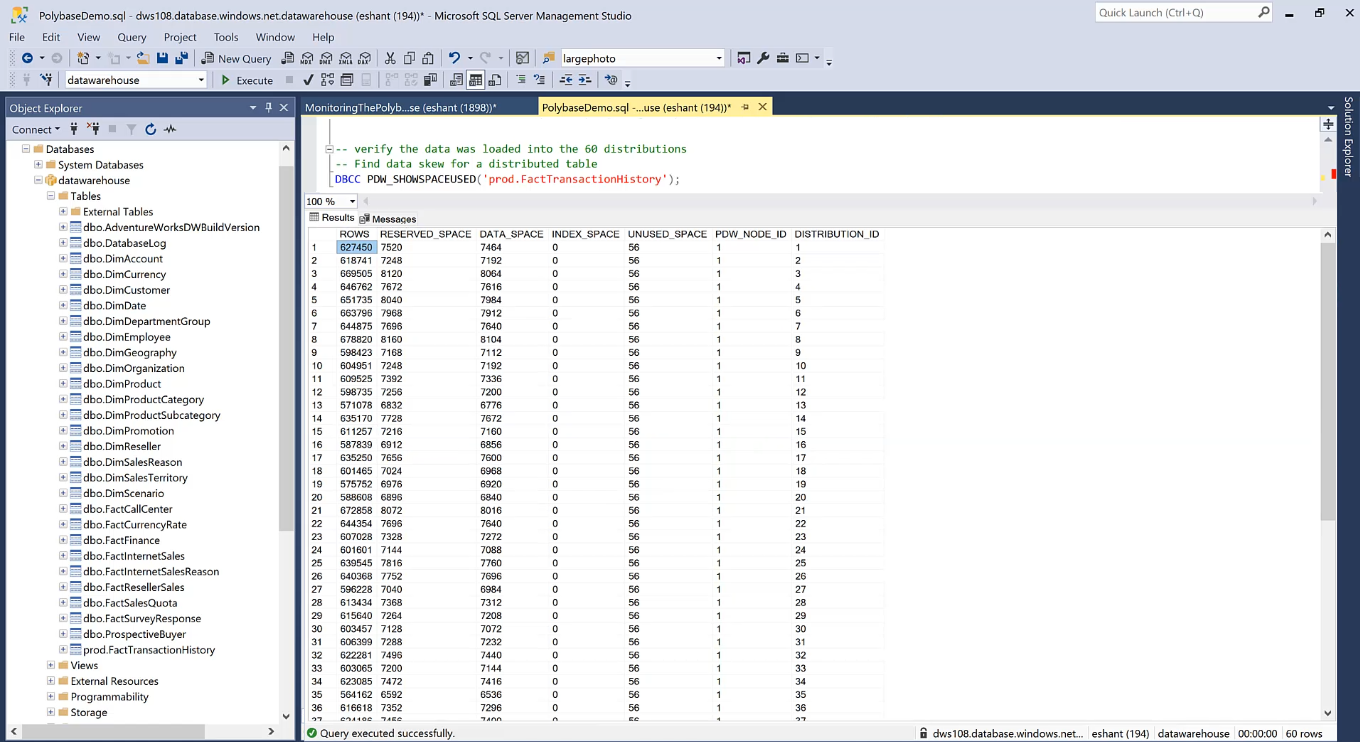 PolybaseDemo.sql - dws108.database.windows.net.datawarehouse (eshant (194))* - Microsoft SQL Server Management Studio
Quick Launch (Ctrl+Q)
File Edit View Query Project Tools Window Help
New Query
largephoto
datawarehouse
Execute
Object Explorer
Connect
Databases
System Databases
datawarehouse
Tables
External Tables
dbo.AdventureWorksDWBuildVersion
dbo.DatabaseLog
dbo.DimAccount
dbo.DimCurrency
dbo.DimCustomer
dbo.DimDate
dbo.DimDepartmentGroup
dbo.DimEmployee
dbo.DimGeography
dbo.DimOrganization
dbo.DimProduct
dbo.DimProductCategory
dbo.DimProductSubcategory
dbo.DimPromotion
dbo.DimReseller
dbo.DimSalesReason
dbo.DimSalesTerritory
dbo.DimScenario
dbo.FactCallCenter
dbo.FactCurrencyRate
dbo.FactFinance
dbo.FactInternetSales
dbo.FactInternetSalesReason
dbo.FactResellerSales
dbo.FactSalesQuota
dbo.FactSurveyResponse
dbo.ProspectiveBuyer
prod.FactTransactionHistory
Views
External Resources
Programmability
Storage
MonitoringThePolyb...se (eshant (1898))*
PolybaseDemo.sql -...use (eshant (194))*
-- verify the data was loaded into the 60 distributions
-- Find data skew for a distributed table
DBCC PDW_SHOWSPACEUSED('prod.FactTransactionHistory');
100 %
Results Messages
ROWS RESERVED_SPACE DATA_SPACE INDEX_SPACE UNUSED_SPACE PDW_NODE_ID DISTRIBUTION_ID
1 627450 7520 7464 0 56 1 1
2 618741 7248 7192 0 56 1 2
3 669505 8120 8064 0 56 1 3
4 646762 7672 7616 0 56 1 4
5 651735 8040 7984 0 56 1 5
6 663796 7968 7912 0 56 1 6
7 644875 7696 7640 0 56 1 7
8 678820 8160 8104 0 56 1 8
9 598423 7168 7112 0 56 1 9
10 604951 7248 7192 0 56 1 10
11 609525 7392 7336 0 56 1 11
12 598735 7256 7200 0 56 1 12
13 571078 6832 6776 0 56 1 13
14 635170 7728 7672 0 56 1 14
15 611257 7216 7160 0 56 1 15
16 587839 6912 6856 0 56 1 16
17 635250 7656 7600 0 56 1 17
18 601465 7024 6968 0 56 1 18
19 575752 6976 6920 0 56 1 19
20 588608 6896 6840 0 56 1 20
21 672858 8072 8016 0 56 1 21
22 644354 7696 7640 0 56 1 22
23 607028 7328 7272 0 56 1 23
24 601601 7144 7088 0 56 1 24
25 639545 7816 7760 0 56 1 25
26 640368 7752 7696 0 56 1 26
27 596228 7040 6984 0 56 1 27
28 613434 7368 7312 0 56 1 28
29 615640 7264 7208 0 56 1 29
30 603457 7128 7072 0 56 1 30
31 606399 7288 7232 0 56 1 31
32 622281 7496 7440 0 56 1 32
33 603065 7200 7144 0 56 1 33
34 623085 7472 7416 0 56 1 34
35 564162 6592 6536 0 56 1 35
36 616618 7352 7296 0 56 1 36
Query executed successfully.
dws108.database.windows.net... eshant (194) datawarehouse 00:00:00 60 rows
Solution Explorer